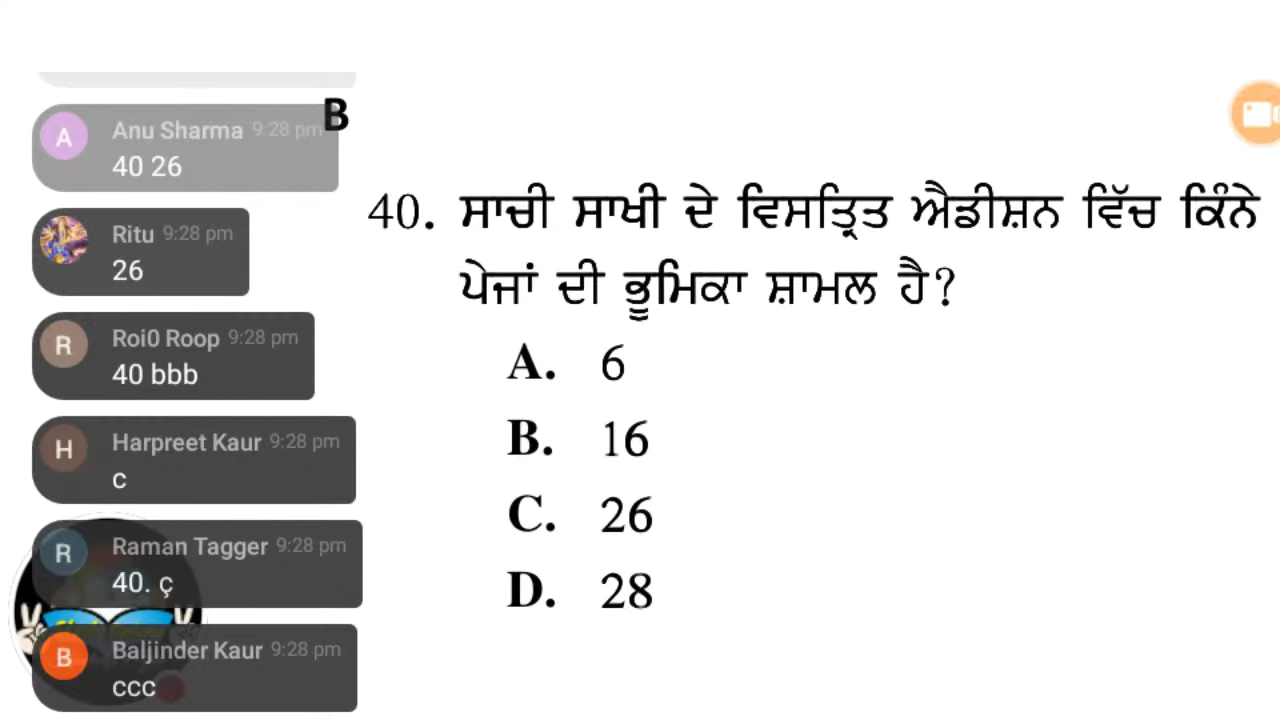 B
Anu Sharma 9:28 pm
40 26
Ritu 9:28 pm
26
Roi0 Roop 9:28 pm
40 bbb
Harpreet Kaur 9:28 pm
c
Raman Tagger 9:28 pm
40. ç
Baljinder Kaur 9:28 pm
ccc
40. ਸਾਚੀ ਸਾਖੀ ਦੇ ਵਿਸਤ੍ਰਿਤ ਐਡੀਸ਼ਨ ਵਿੱਚ ਕਿੰਨੇ
ਪੇਜਾਂ ਦੀ ਭੂਮਿਕਾ ਸ਼ਾਮਲ ਹੈ?
A. 6
B. 16
C. 26
D. 28